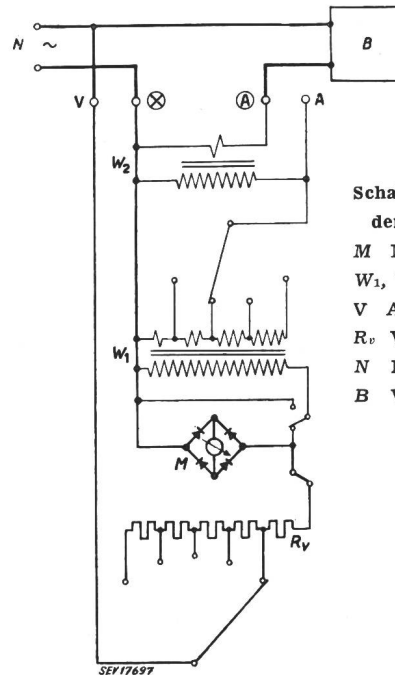 N ~
B
V
⊗
Ⓐ
A
W₂
Scha
der
M
W₁,
V A
Rᵥ V
N
B V
W₁
M
Rᵥ
SEV17697